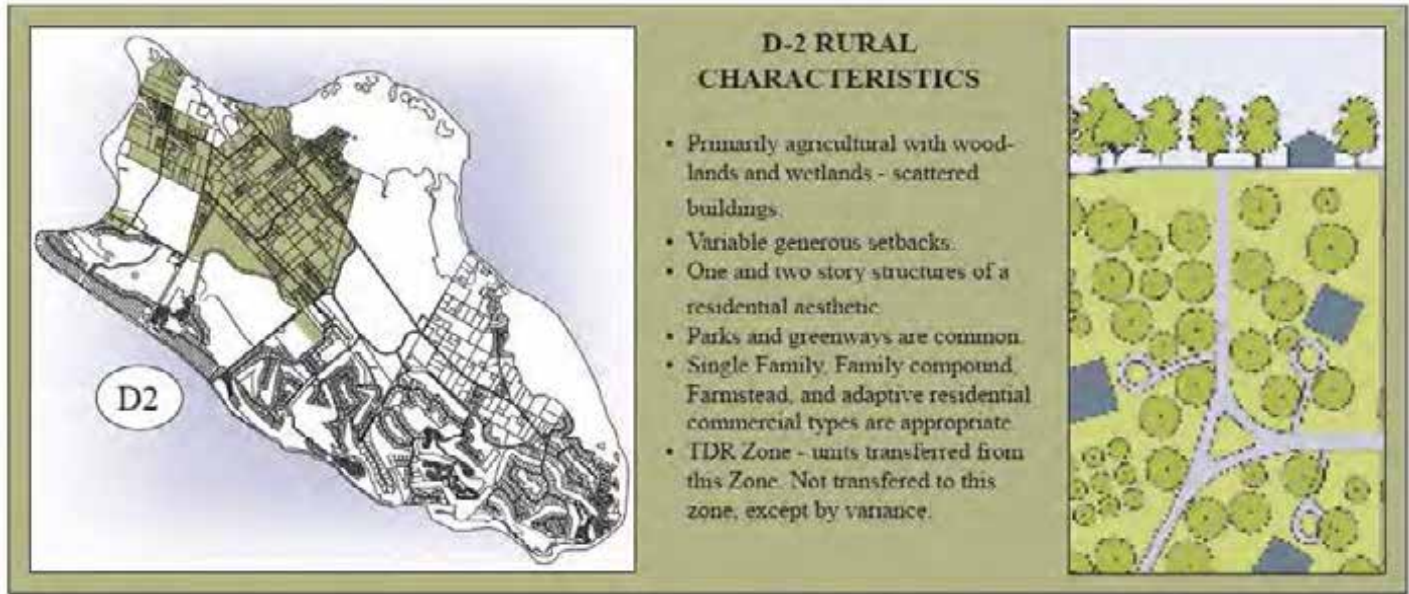 D-2 RURAL
CHARACTERISTICS
• Primarily agricultural with wood-
lands and wetlands - scattered
buildings.
• Variable generous setbacks.
• One and two story structures of a
residential aesthetic.
• Parks and greenways are common.
• Single Family, Family compound,
Farmstead, and adaptive residential
commercial types are appropriate.
• TDR Zone - units transferred from
this Zone. Not transfered to this
zone, except by variance.
D2